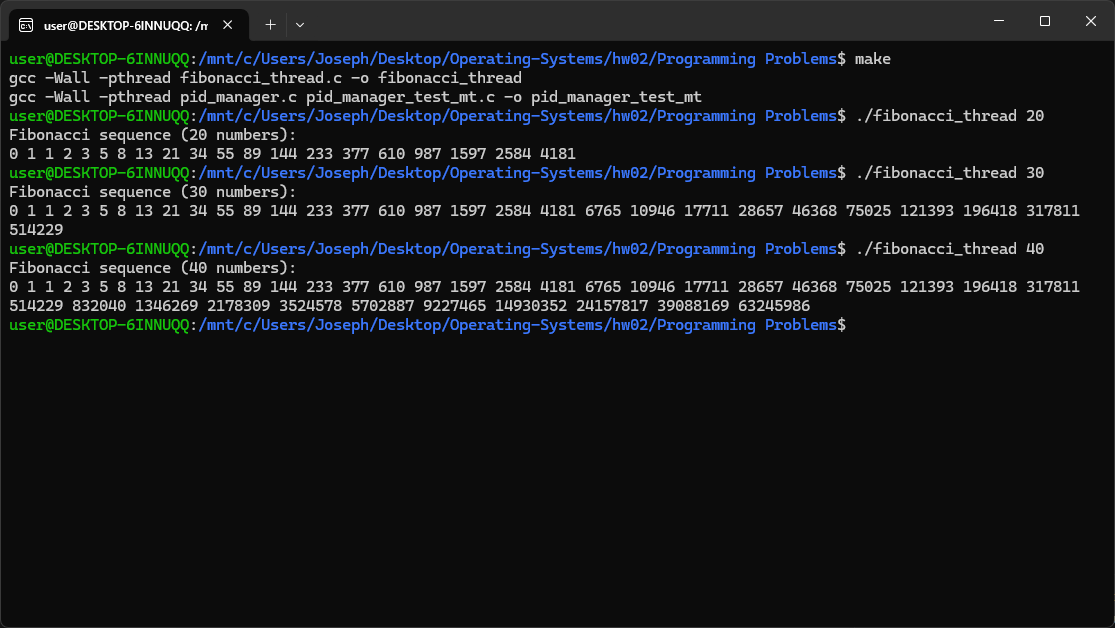 user@DESKTOP-6INNUQQ: /m
user@DESKTOP-6INNUQQ:/mnt/c/Users/Joseph/Desktop/Operating-Systems/hw02/Programming Problems$ make
gcc -Wall -pthread fibonacci_thread.c -o fibonacci_thread
gcc -Wall -pthread pid_manager.c pid_manager_test_mt.c -o pid_manager_test_mt
user@DESKTOP-6INNUQQ:/mnt/c/Users/Joseph/Desktop/Operating-Systems/hw02/Programming Problems$ ./fibonacci_thread 20
Fibonacci sequence (20 numbers):
0 1 1 2 3 5 8 13 21 34 55 89 144 233 377 610 987 1597 2584 4181
user@DESKTOP-6INNUQQ:/mnt/c/Users/Joseph/Desktop/Operating-Systems/hw02/Programming Problems$ ./fibonacci_thread 30
Fibonacci sequence (30 numbers):
0 1 1 2 3 5 8 13 21 34 55 89 144 233 377 610 987 1597 2584 4181 6765 10946 17711 28657 46368 75025 121393 196418 317811
514229
user@DESKTOP-6INNUQQ:/mnt/c/Users/Joseph/Desktop/Operating-Systems/hw02/Programming Problems$ ./fibonacci_thread 40
Fibonacci sequence (40 numbers):
0 1 1 2 3 5 8 13 21 34 55 89 144 233 377 610 987 1597 2584 4181 6765 10946 17711 28657 46368 75025 121393 196418 317811
514229 832040 1346269 2178309 3524578 5702887 9227465 14930352 24157817 39088169 63245986
user@DESKTOP-6INNUQQ:/mnt/c/Users/Joseph/Desktop/Operating-Systems/hw02/Programming Problems$